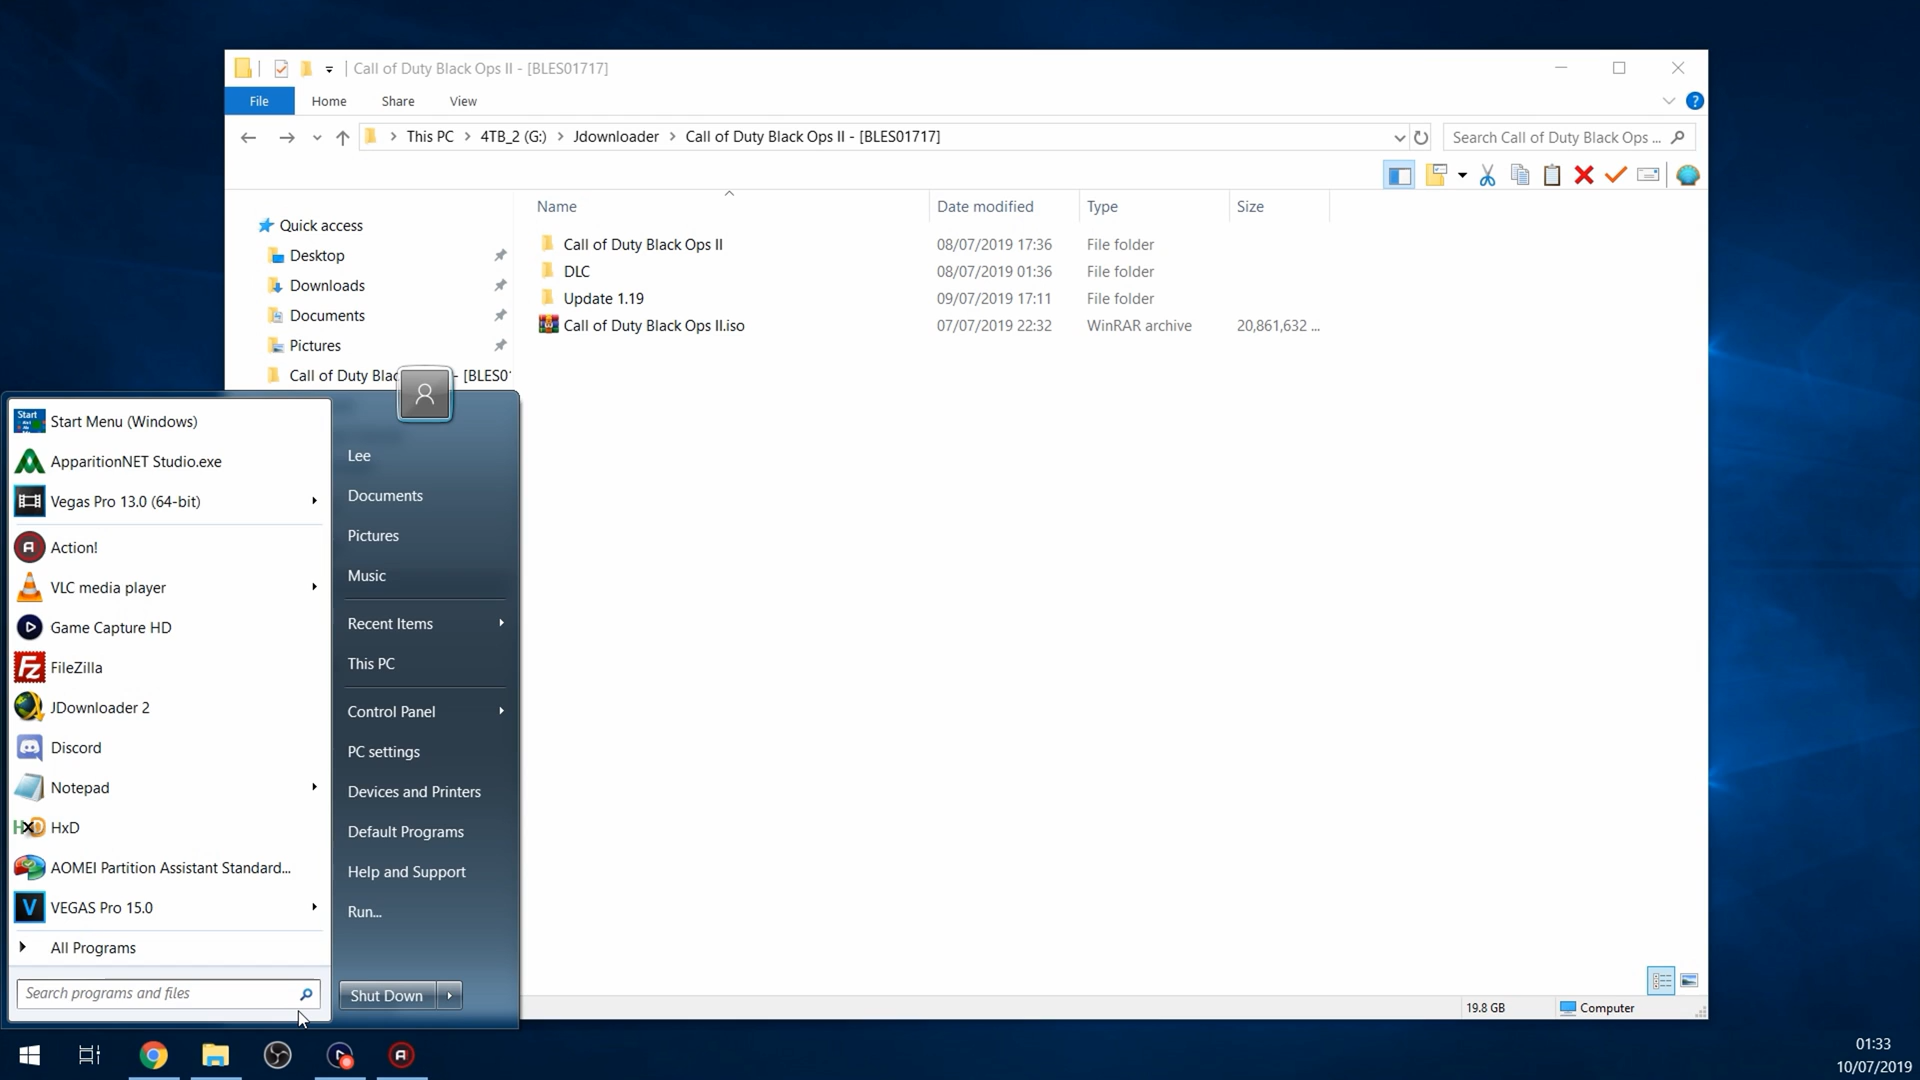 Call of Duty Black Ops II - [BLES01717]
File Home Share View
This PC 4TB_2 (G:) Jdownloader Call of Duty Black Ops II - [BLES01717] Search Call of Duty Black Ops ...
Name Date modified Type Size
Quick access
Desktop
Downloads
Documents
Pictures
Call of Duty Blac - [BLES0
Call of Duty Black Ops II 08/07/2019 17:36 File folder
DLC 08/07/2019 01:36 File folder
Update 1.19 09/07/2019 17:11 File folder
Call of Duty Black Ops II.iso 07/07/2019 22:32 WinRAR archive 20,861,632 ...
Start
Start Menu (Windows)
ApparitionNET Studio.exe
Vegas Pro 13.0 (64-bit)
Action!
VLC media player
Game Capture HD
FileZilla
JDownloader 2
Discord
Notepad
HxD
AOMEI Partition Assistant Standard...
VEGAS Pro 15.0
All Programs
Search programs and files
Lee
Documents
Pictures
Music
Recent Items
This PC
Control Panel
PC settings
Devices and Printers
Default Programs
Help and Support
Run...
Shut Down
19.8 GB Computer
01:33
10/07/2019